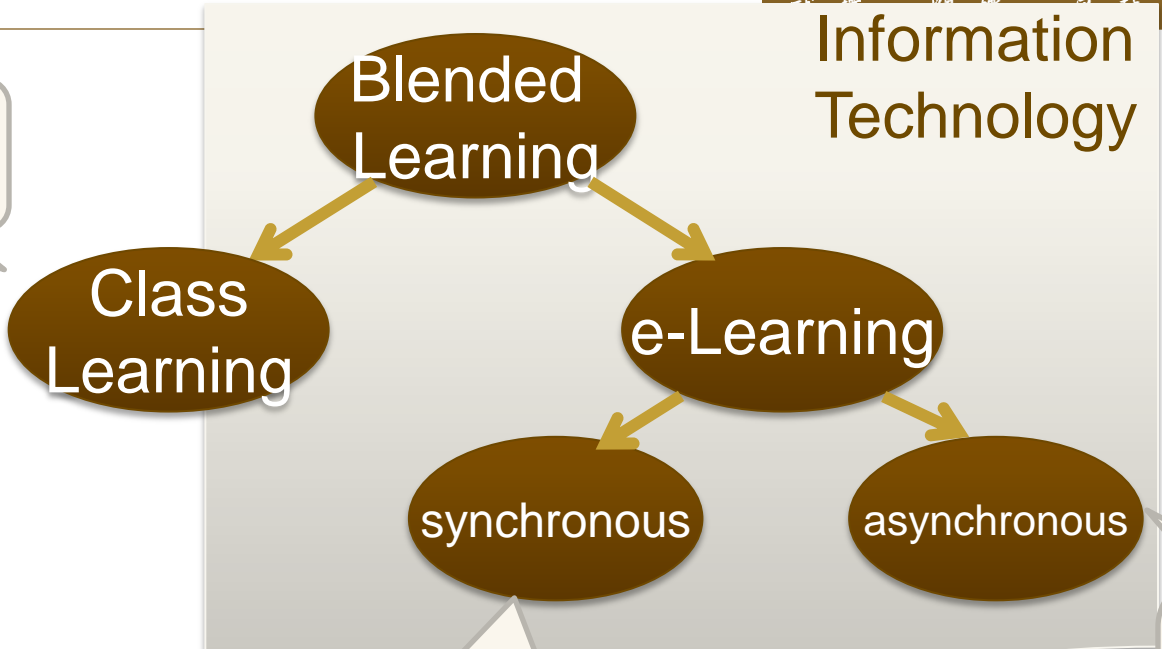 Information
Technology
Blended
Learning
Class
Learning
e-Learning
synchronous
asynchronous